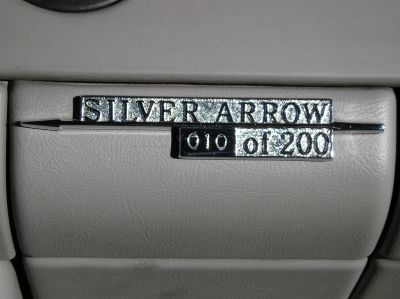 SILVER ARROW
010 of 200